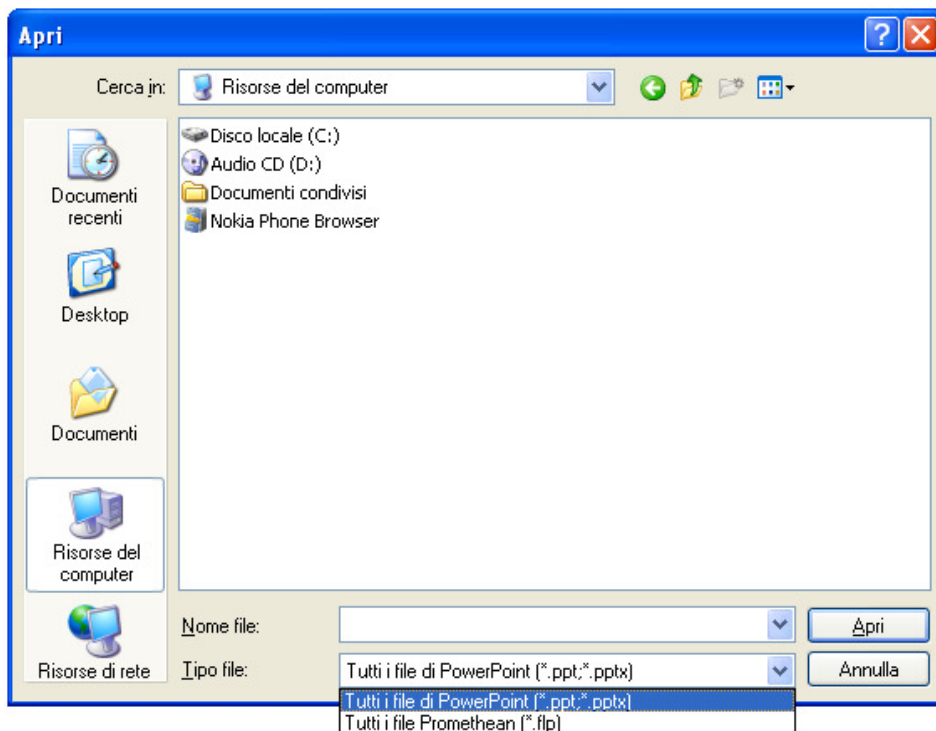 Apri
Cerca in:
Risorse del computer
Disco locale (C:)
Audio CD (D:)
Documenti condivisi
Nokia Phone Browser
Documenti
recenti
Desktop
Documenti
Risorse del
computer
Risorse di rete
Nome file:
Apri
Tipo file:
Tutti i file di PowerPoint (*.ppt;*.pptx)
Annulla
Tutti i file di PowerPoint (*.ppt;*.pptx)
Tutti i file Promethean (*.flp)